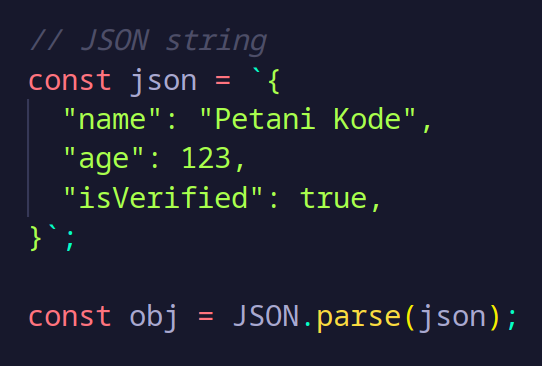 // JSON string
const json = `{
  "name": "Petani Kode",
  "age": 123,
  "isVerified": true,
}`;

const obj = JSON.parse(json);